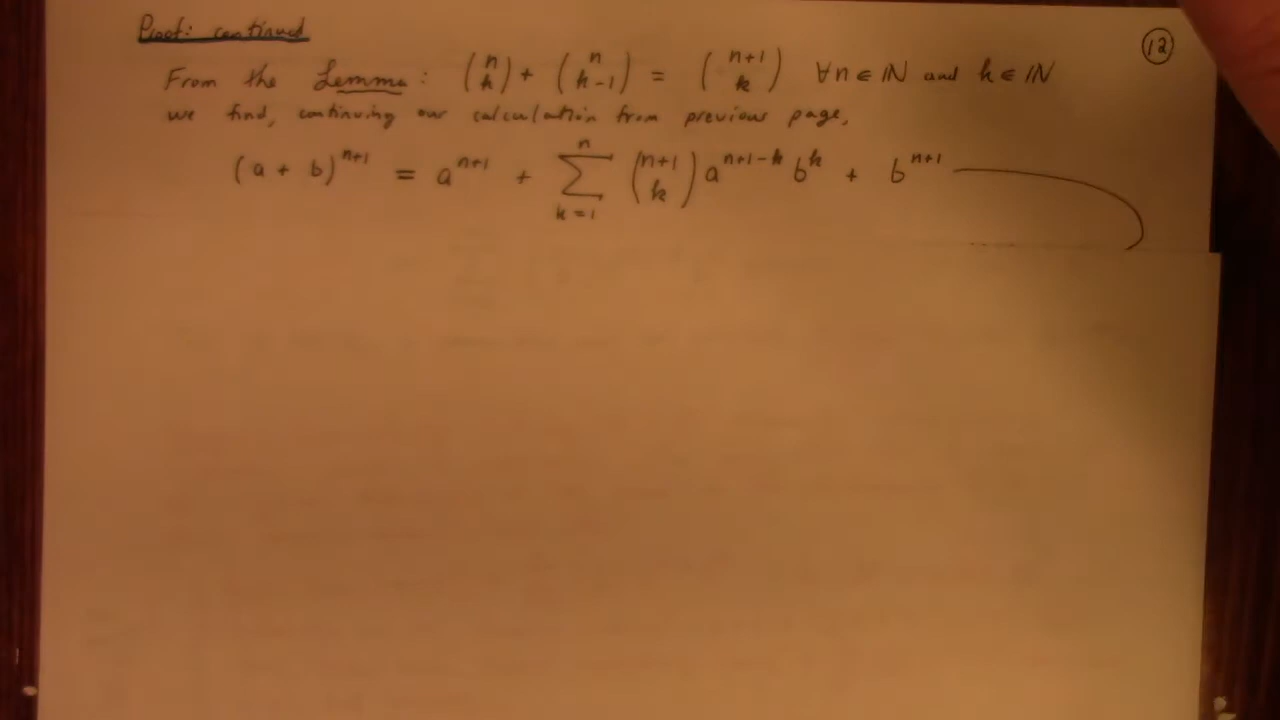 Proof: continued
(12)
From the Lemma: (n k) + (n k-1) = (n+1 k) ∀n ∈ ℕ and k ∈ ℕ
we find, continuing our calculation from previous page,
(a + b)^{n+1} = a^{n+1} + \sum_{k=1}^{n} (n+1 k) a^{n+1-k} b^k + b^{n+1}